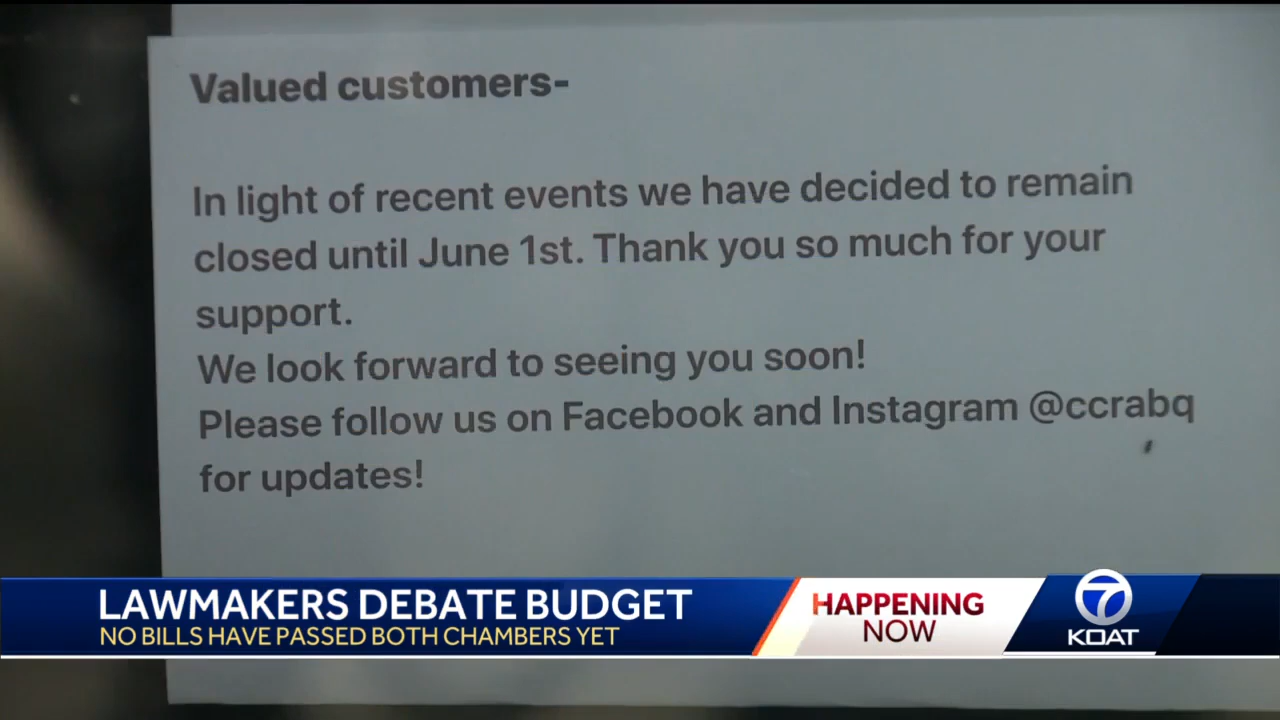 Valued customers-
In light of recent events we have decided to remain
closed until June 1st. Thank you so much for your
support.
We look forward to seeing you soon!
Please follow us on Facebook and Instagram @ccrabq
for updates!
LAWMAKERS DEBATE BUDGET
NO BILLS HAVE PASSED BOTH CHAMBERS YET
HAPPENING
NOW
7
KOAT